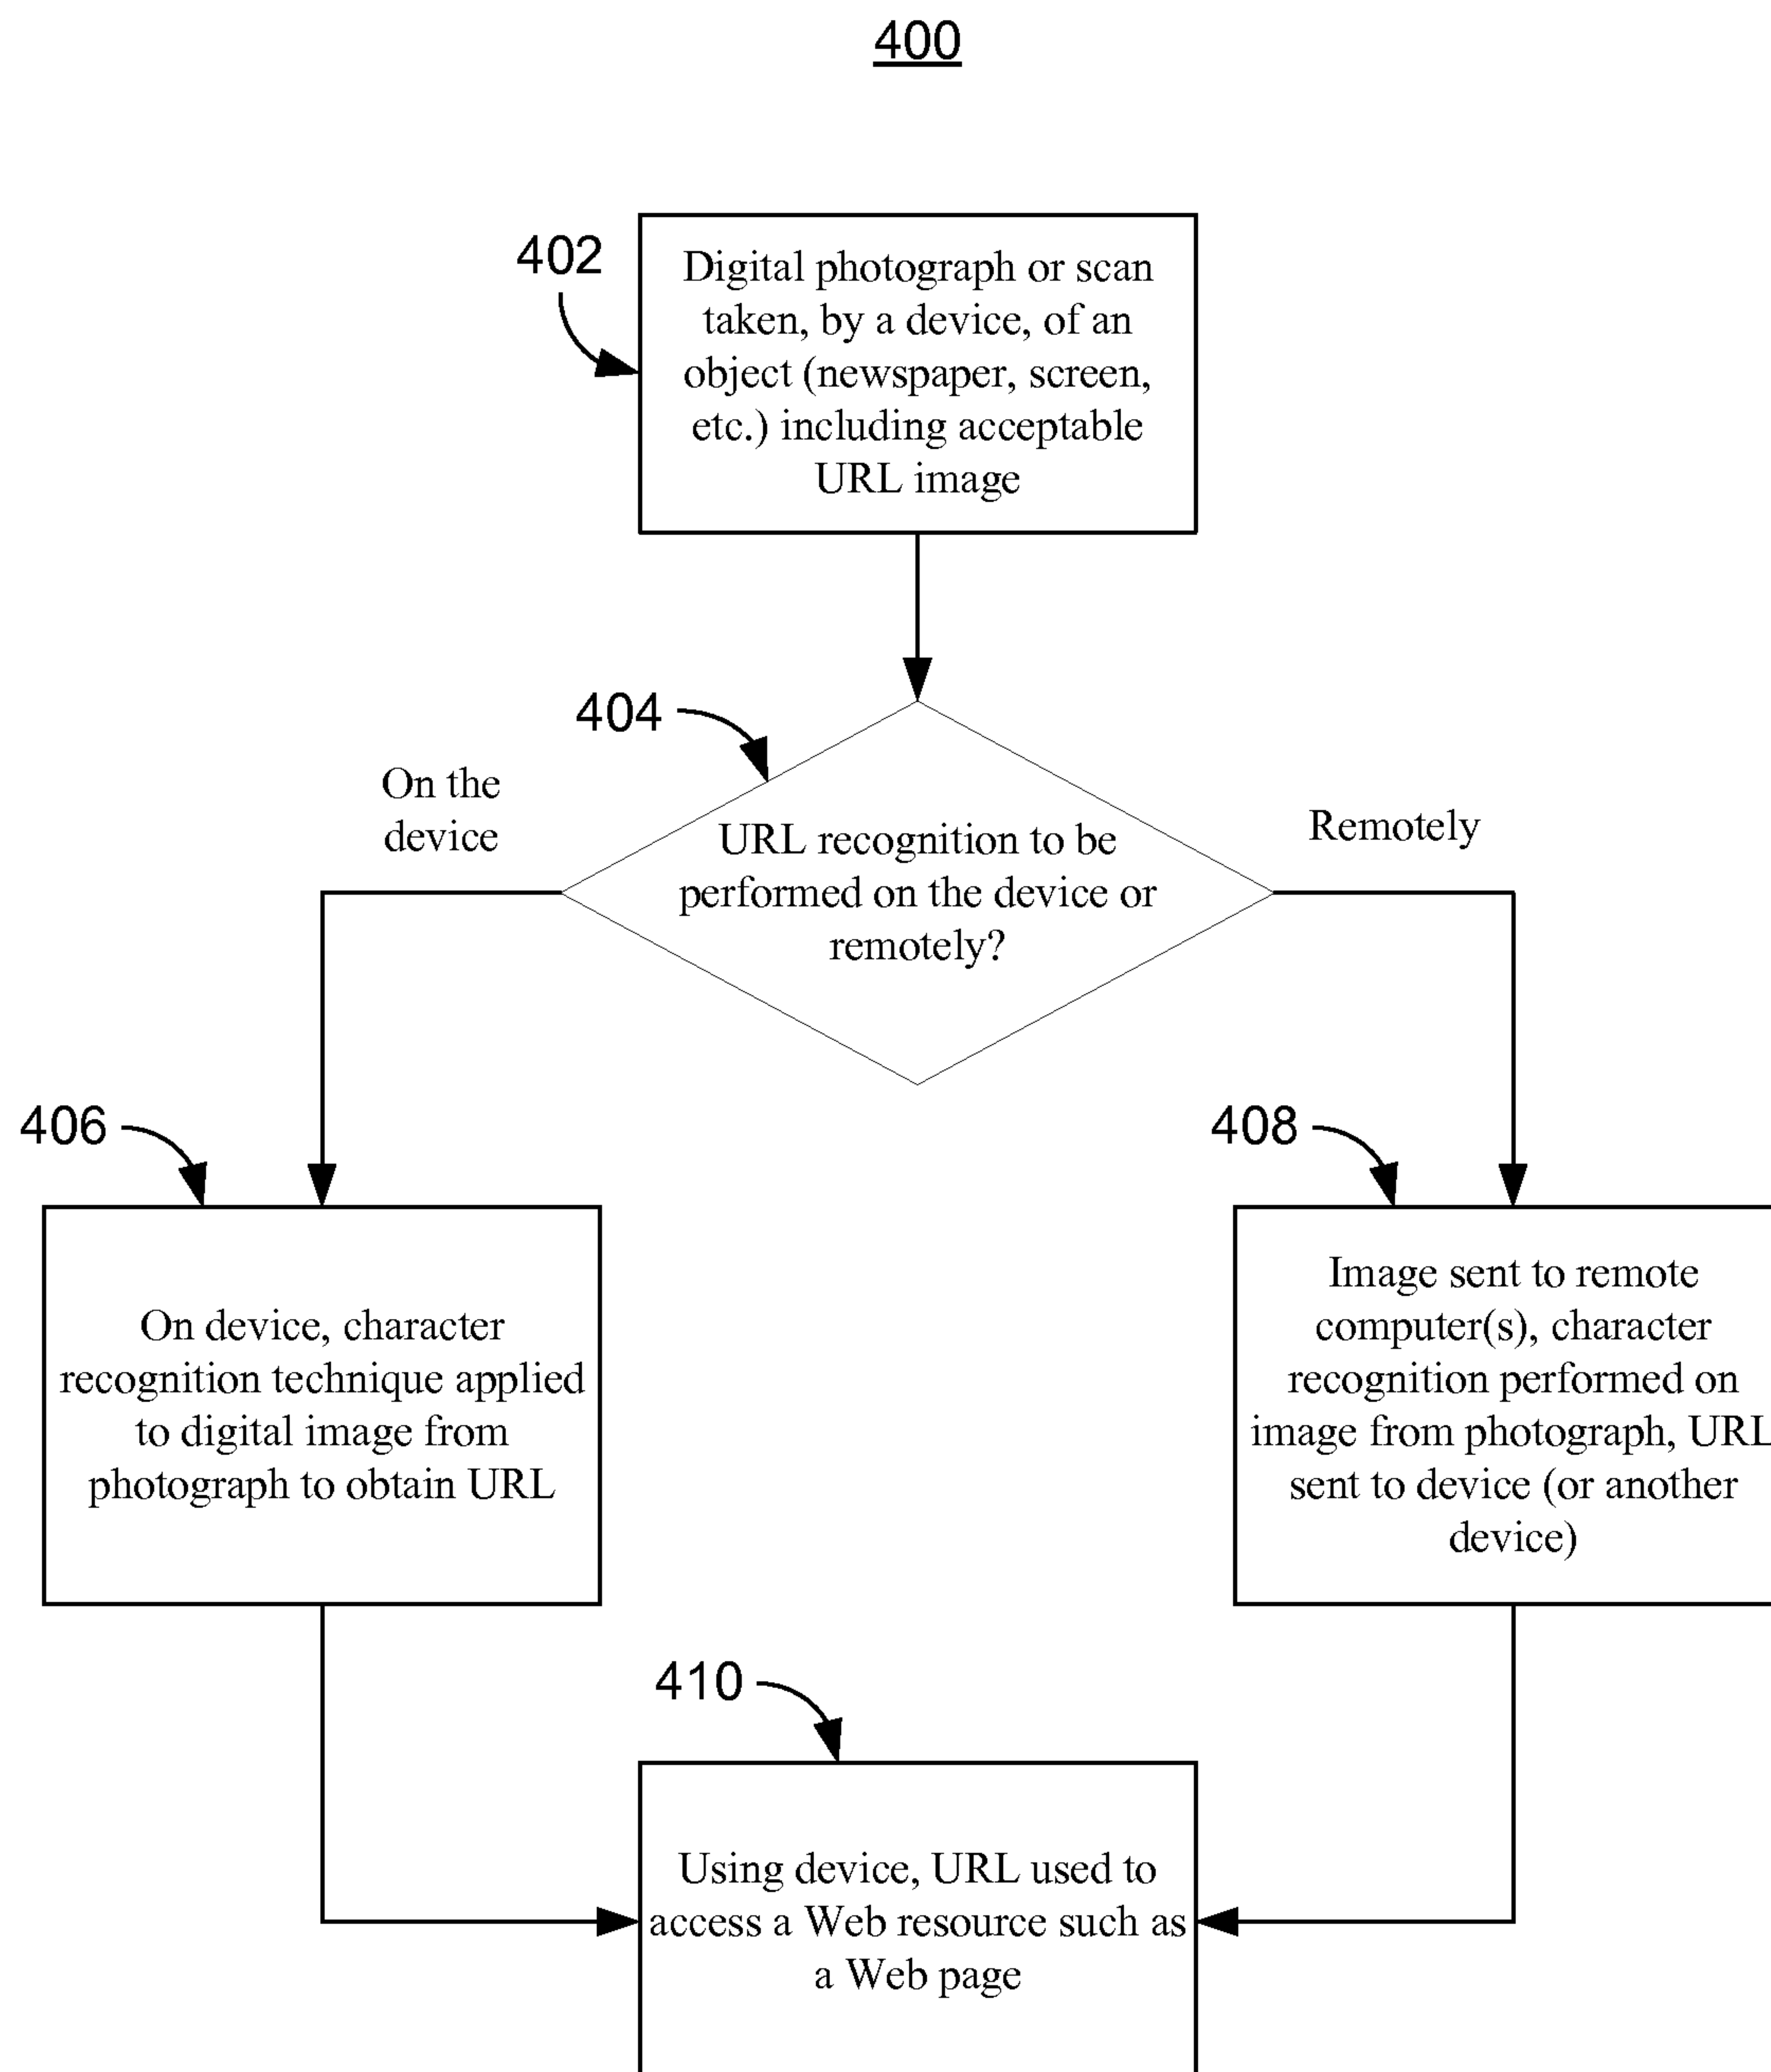 400
402
Digital photograph or scan
taken, by a device, of an
object (newspaper, screen,
etc.) including acceptable
URL image
404
On the
device
URL recognition to be
performed on the device or
remotely?
Remotely
406
On device, character
recognition technique applied
to digital image from
photograph to obtain URL
408
Image sent to remote
computer(s), character
recognition performed on
image from photograph, URL
sent to device (or another
device)
410
Using device, URL used to
access a Web resource such as
a Web page